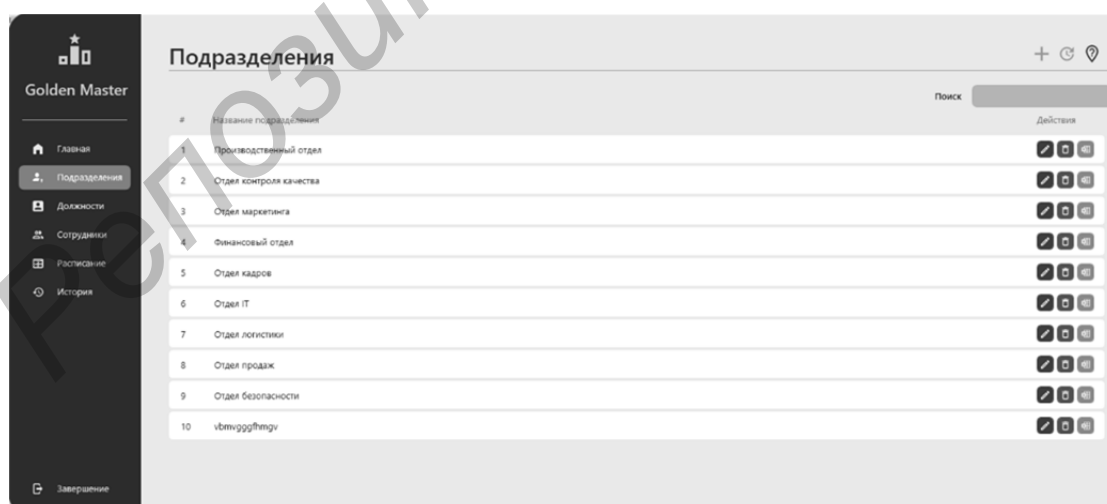 Golden Master
Главная
Подразделения
Должности
Сотрудники
Расписание
История
Завершение
Подразделения
Поиск
# Название подразделения Действия
1 Производственный отдел
2 Отдел контроля качества
3 Отдел маркетинга
4 Финансовый отдел
5 Отдел кадров
6 Отдел IT
7 Отдел логистики
8 Отдел продаж
9 Отдел безопасности
10 vbmvgggfhmgv